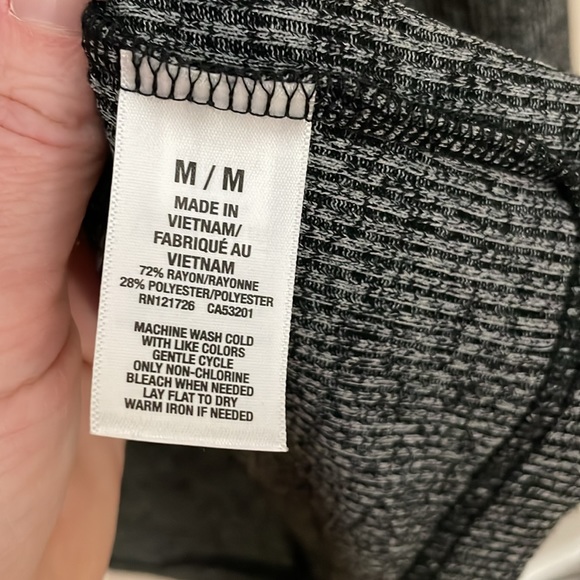 M / M
MADE IN
VIETNAM/
FABRIQUÉ AU
VIETNAM
72% RAYON/RAYONNE
28% POLYESTER/POLYESTER
RN121726 CA53201
MACHINE WASH COLD
WITH LIKE COLORS
GENTLE CYCLE
ONLY NON-CHLORINE
BLEACH WHEN NEEDED
LAY FLAT TO DRY
WARM IRON IF NEEDED